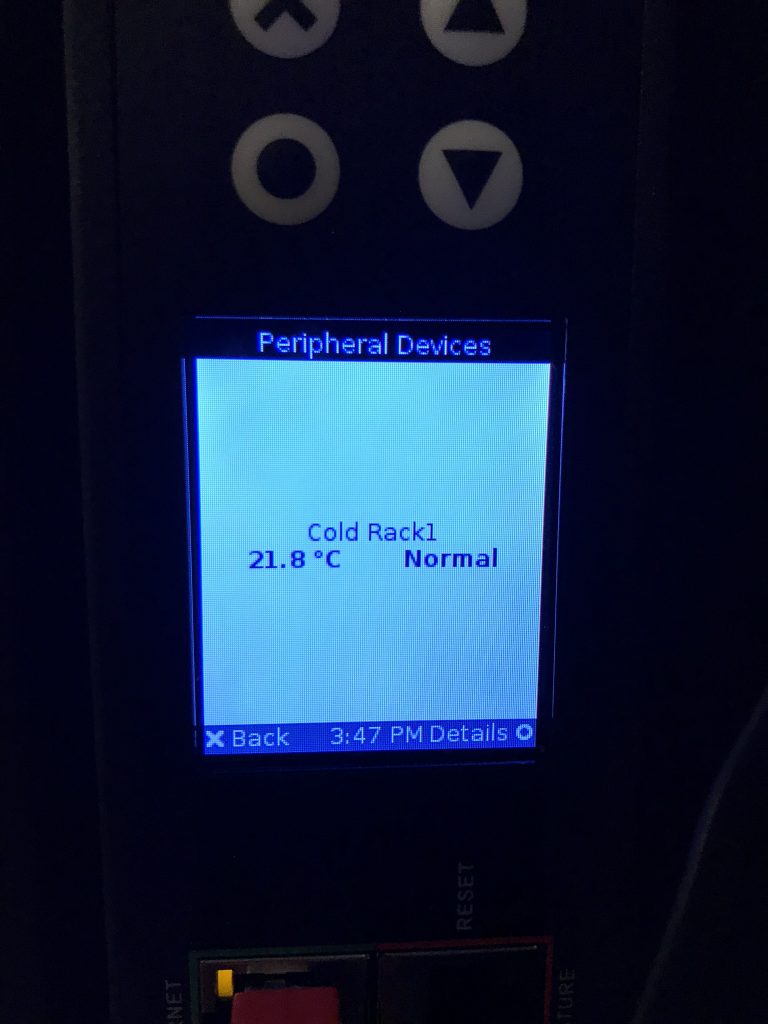 Peripheral Devices
Cold Rack1
21.8 °C Normal
Back 3:47 PM Details
RESET